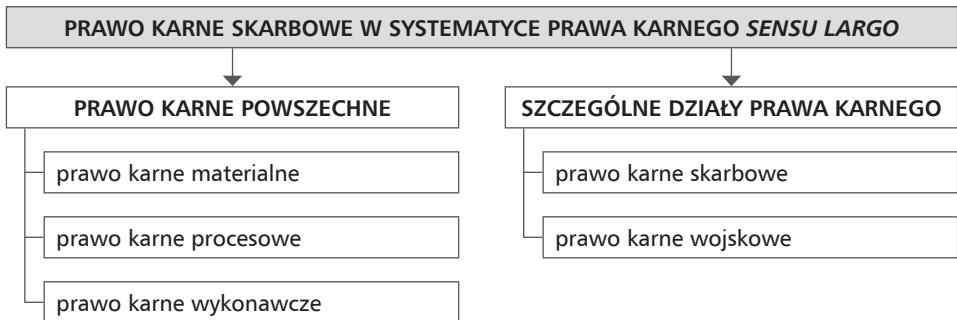 PRAWO KARNE SKARBOWE W SYSTEMATYCE PRAWA KARNEGO SENSU LARGO
PRAWO KARNE POWSZECHNE
prawo karne materialne
prawo karne procesowe
prawo karne wykonawcze
SZCZEGÓLNE DZIAŁY PRAWA KARNEGO
prawo karne skarbowe
prawo karne wojskowe